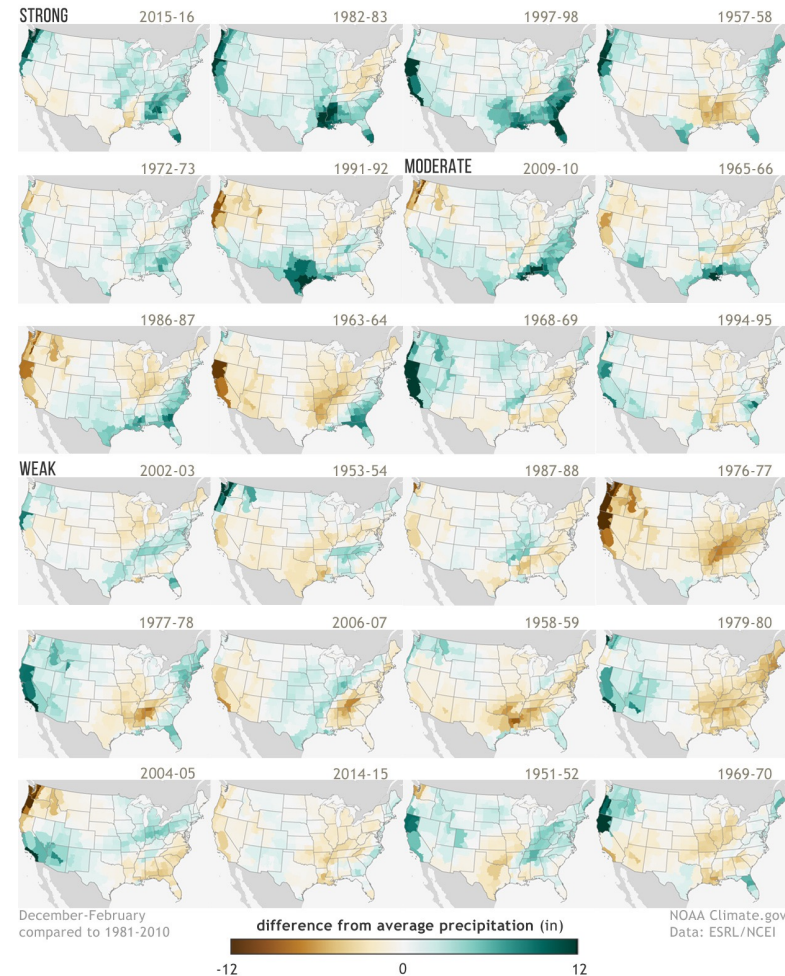 STRONG
2015-16 1982-83 1997-98 1957-58
1972-73 1991-92 MODERATE 2009-10 1965-66
1986-87 1963-64 1968-69 1994-95
WEAK
2002-03 1953-54 1987-88 1976-77
1977-78 2006-07 1958-59 1979-80
2004-05 2014-15 1951-52 1969-70
December-February
compared to 1981-2010
difference from average precipitation (in)
-12 0 12
NOAA Climate.gov
Data: ESRL/NCEI